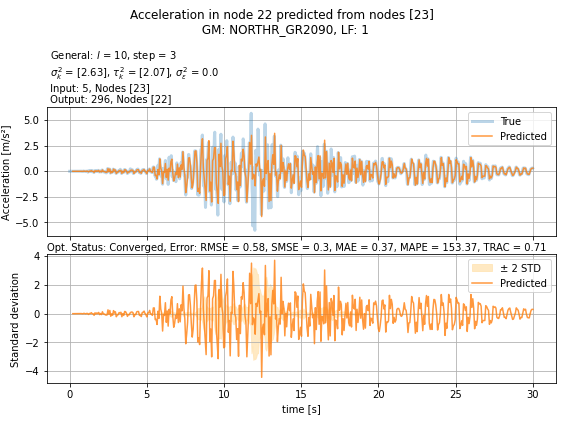 Acceleration in node 22 predicted from nodes [23]
GM: NORTHR_GR2090, LF: 1
General: l = 10, step = 3
σ²ₖ = [2.63], τ²ₖ = [2.07], σ²ε = 0.0
Input: 5, Nodes [23]
Output: 296, Nodes [22]
Acceleration [m/s²]
5.0
2.5
0.0
−2.5
−5.0
True
Predicted
Opt. Status: Converged, Error: RMSE = 0.58, SMSE = 0.3, MAE = 0.37, MAPE = 153.37, TRAC = 0.71
Standard deviation
4
2
0
−2
−4
± 2 STD
Predicted
0 5 10 15 20 25 30
time [s]